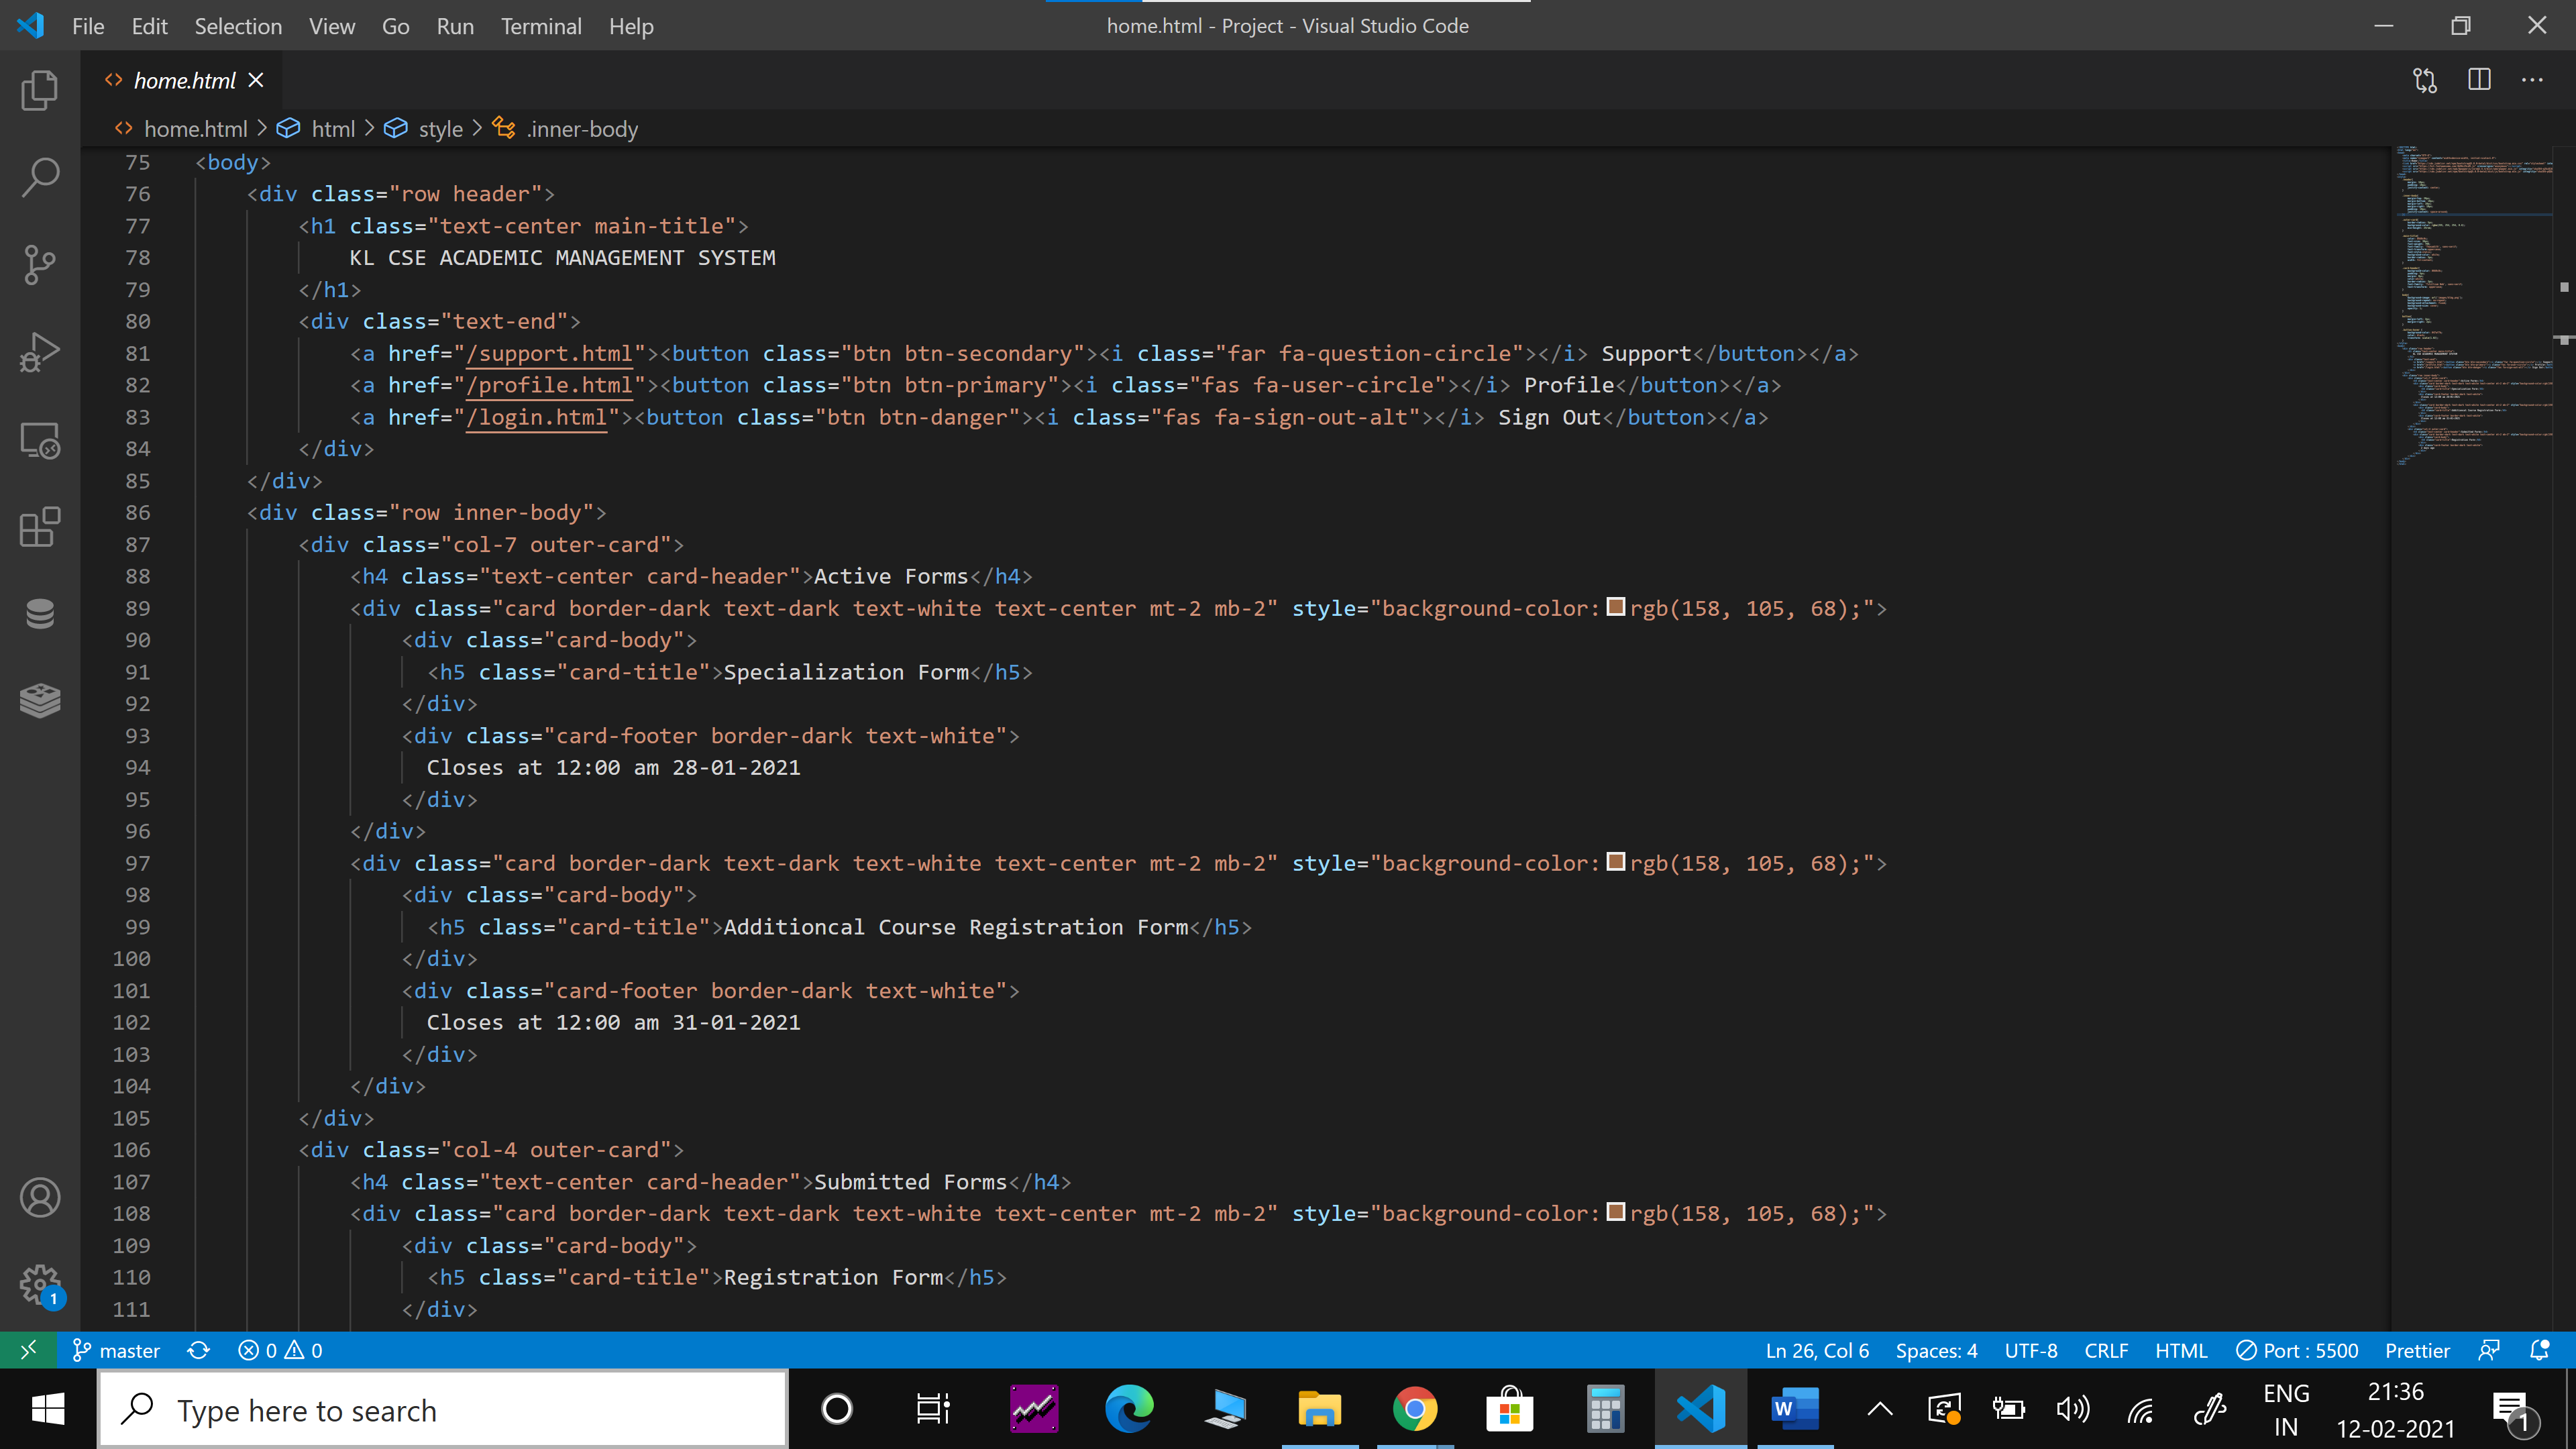 File Edit Selection View Go Run Terminal Help home.html - Project - Visual Studio Code
home.html
home.html > html > style > .inner-body
75 <body>
76 <div class="row header">
77 <h1 class="text-center main-title">
78 KL CSE ACADEMIC MANAGEMENT SYSTEM
79 </h1>
80 <div class="text-end">
81 <a href="/support.html"><button class="btn btn-secondary"><i class="far fa-question-circle"></i> Support</button></a>
82 <a href="/profile.html"><button class="btn btn-primary"><i class="fas fa-user-circle"></i> Profile</button></a>
83 <a href="/login.html"><button class="btn btn-danger"><i class="fas fa-sign-out-alt"></i> Sign Out</button></a>
84 </div>
85 </div>
86 <div class="row inner-body">
87 <div class="col-7 outer-card">
88 <h4 class="text-center card-header">Active Forms</h4>
89 <div class="card border-dark text-dark text-white text-center mt-2 mb-2" style="background-color: rgb(158, 105, 68);">
90 <div class="card-body">
91 <h5 class="card-title">Specialization Form</h5>
92 </div>
93 <div class="card-footer border-dark text-white">
94 Closes at 12:00 am 28-01-2021
95 </div>
96 </div>
97 <div class="card border-dark text-dark text-white text-center mt-2 mb-2" style="background-color: rgb(158, 105, 68);">
98 <div class="card-body">
99 <h5 class="card-title">Additioncal Course Registration Form</h5>
100 </div>
101 <div class="card-footer border-dark text-white">
102 Closes at 12:00 am 31-01-2021
103 </div>
104 </div>
105 </div>
106 <div class="col-4 outer-card">
107 <h4 class="text-center card-header">Submitted Forms</h4>
108 <div class="card border-dark text-dark text-white text-center mt-2 mb-2" style="background-color: rgb(158, 105, 68);">
109 <div class="card-body">
110 <h5 class="card-title">Registration Form</h5>
111 </div>
1
master 0 0 Ln 26, Col 6 Spaces: 4 UTF-8 CRLF HTML Port : 5500 Prettier
Type here to search
W
ENG
IN
21:36
12-02-2021
1